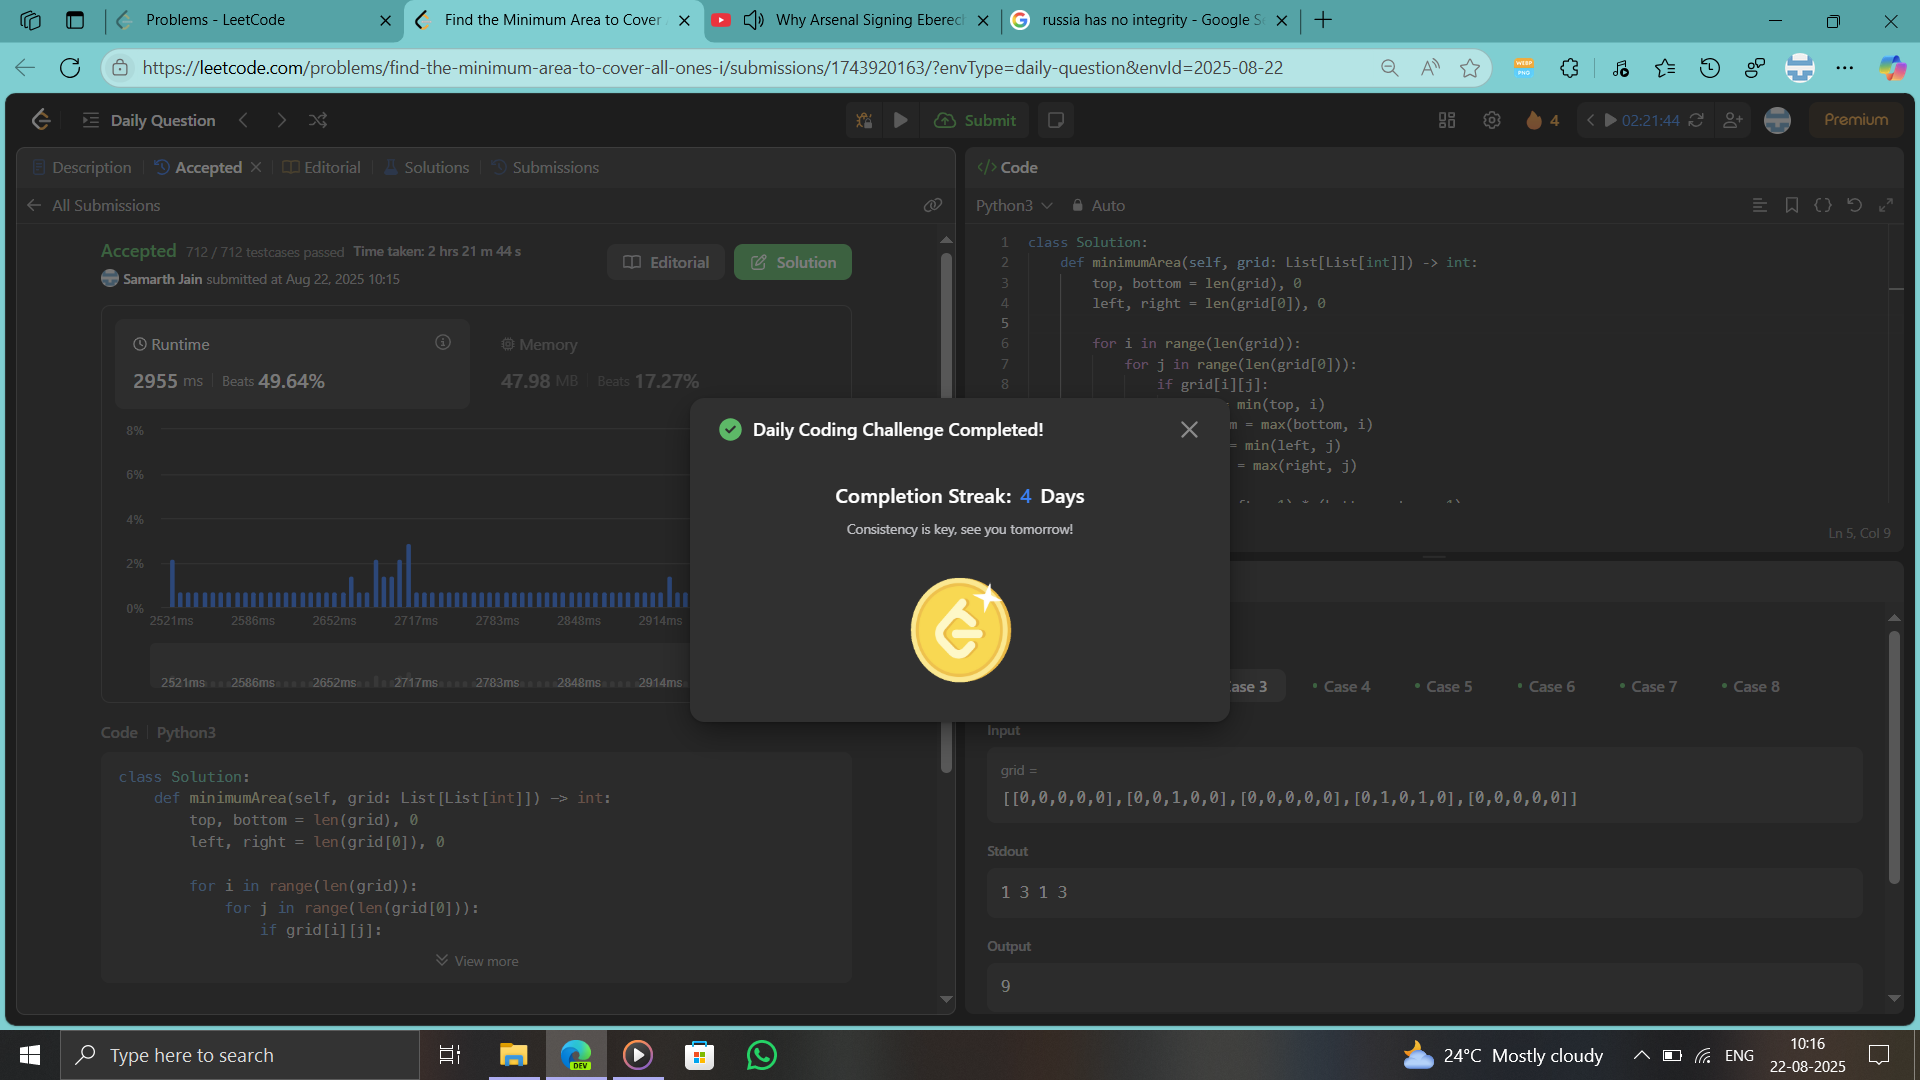 Problems - LeetCode
Find the Minimum Area to Cover
Why Arsenal Signing Eberec
russia has no integrity - Google S
https://leetcode.com/problems/find-the-minimum-area-to-cover-all-ones-i/submissions/1743920163/?envType=daily-question&envId=2025-08-22
Daily Question
Submit
4
02:21:44
Premium
Description
Accepted
Editorial
Solutions
Submissions
All Submissions
Accepted 712 / 712 testcases passed Time taken: 2 hrs 21 m 44 s
Samarth Jain submitted at Aug 22, 2025 10:15
Editorial
Solution
Runtime
2955 ms Beats 49.64%
Memory
47.98 MB Beats 17.27%
8%
6%
4%
2%
0%
2521ms 2586ms 2652ms 2717ms 2783ms 2848ms 2914ms
2521ms 2586ms 2652ms 2717ms 2783ms 2848ms 2914ms
Code Python3
class Solution:
def minimumArea(self, grid: List[List[int]]) -> int:
top, bottom = len(grid), 0
left, right = len(grid[0]), 0
for i in range(len(grid)):
for j in range(len(grid[0])):
if grid[i][j]:
View more
Daily Coding Challenge Completed!
Completion Streak: 4 Days
Consistency is key, see you tomorrow!
</> Code
Python3 Auto
1 class Solution:
2 def minimumArea(self, grid: List[List[int]]) -> int:
3 top, bottom = len(grid), 0
4 left, right = len(grid[0]), 0
5
6 for i in range(len(grid)):
7 for j in range(len(grid[0])):
8 if grid[i][j]:
= min(top, i)
m = max(bottom, i)
= min(left, j)
= max(right, j)
Ln 5, Col 9
ase 3
Case 4
Case 5
Case 6
Case 7
Case 8
Input
grid =
[[0,0,0,0,0],[0,0,1,0,0],[0,0,0,0,0],[0,1,0,1,0],[0,0,0,0,0]]
Stdout
1 3 1 3
Output
9
Type here to search
DEV
24°C Mostly cloudy
ENG
10:16
22-08-2025